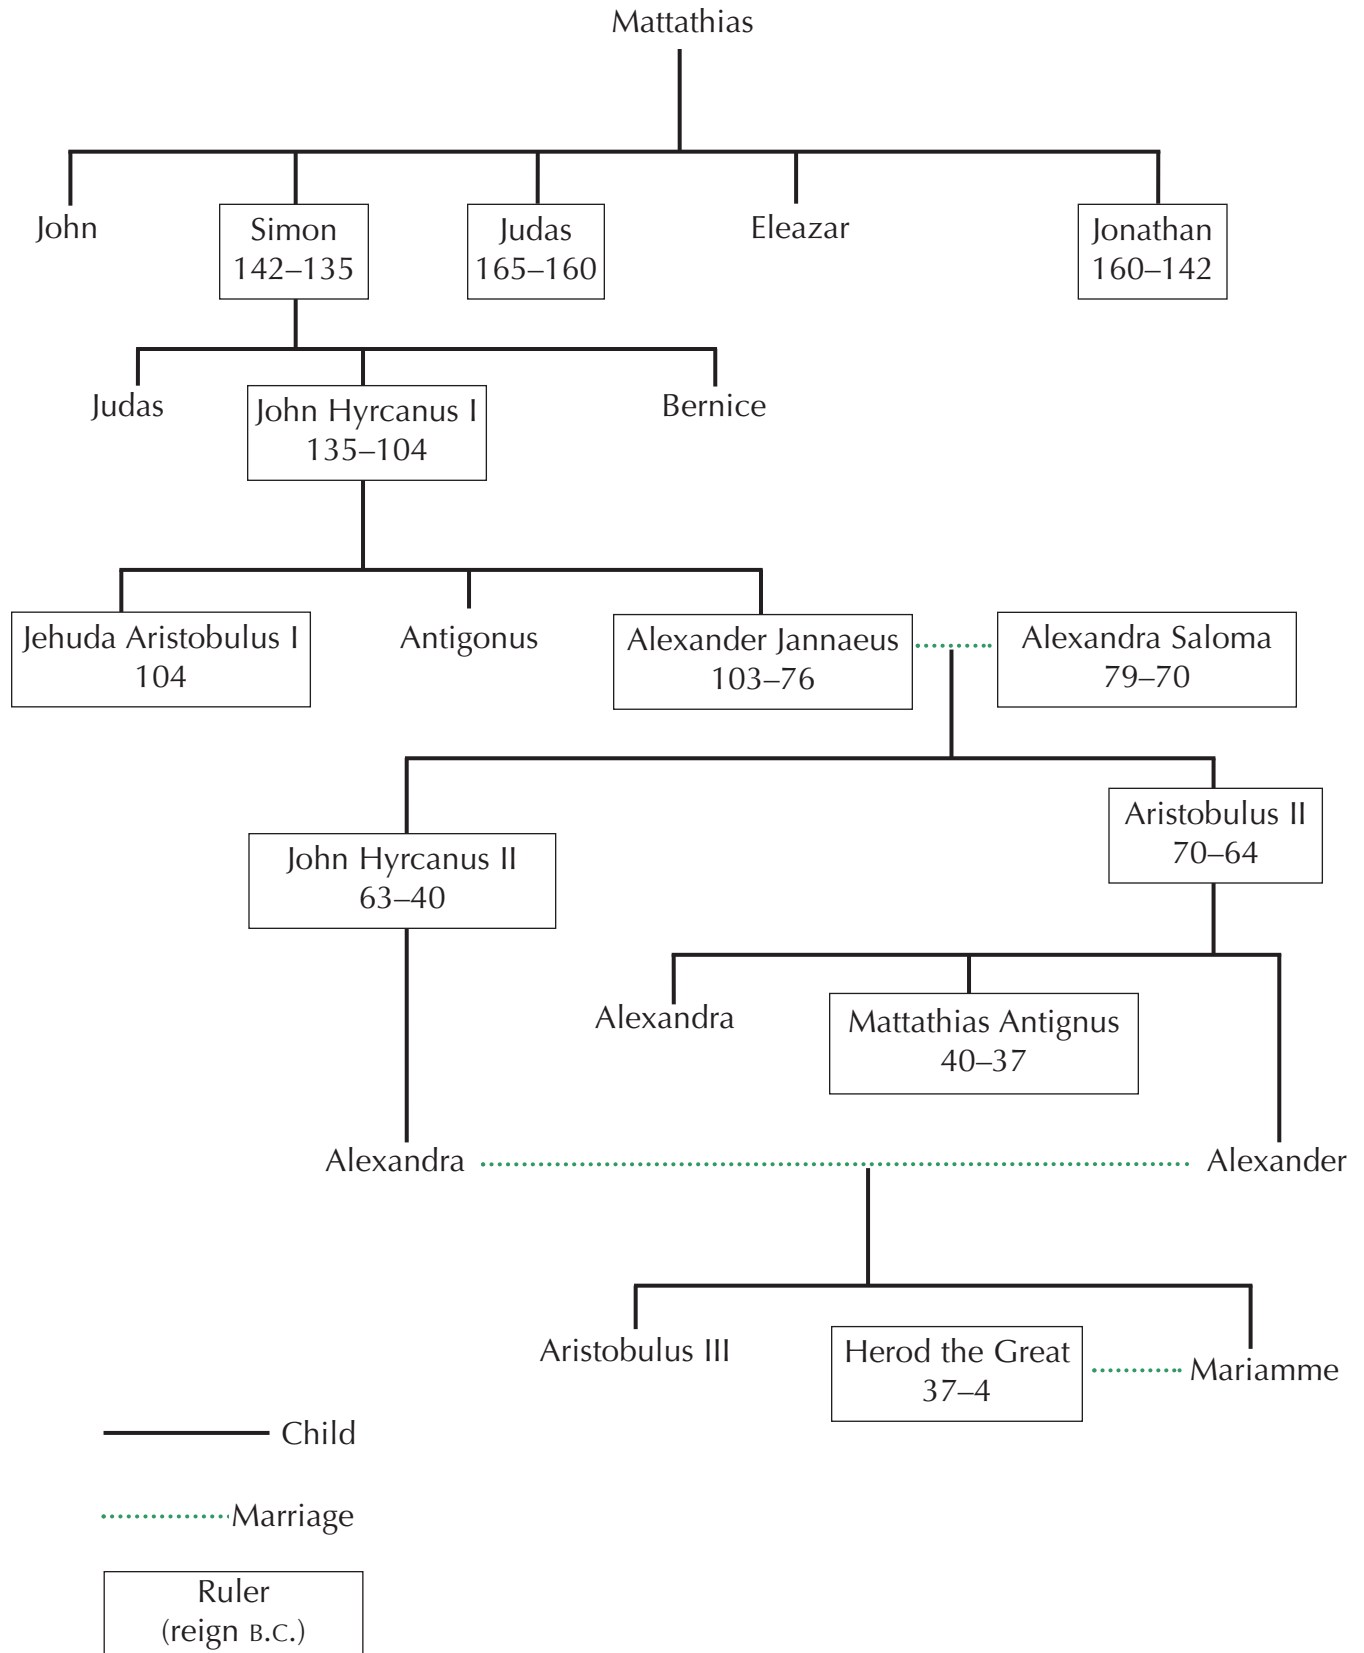 Mattathias
John
Simon
142–135
Judas
165–160
Eleazar
Jonathan
160–142
Judas
John Hyrcanus I
135–104
Bernice
Jehuda Aristobulus I
104
Antigonus
Alexander Jannaeus
103–76
Alexandra Saloma
79–70
John Hyrcanus II
63–40
Aristobulus II
70–64
Alexandra
Mattathias Antignus
40–37
Alexandra
Alexander
Aristobulus III
Herod the Great
37–4
Mariamme
Child
Marriage
Ruler
(reign B.C.)